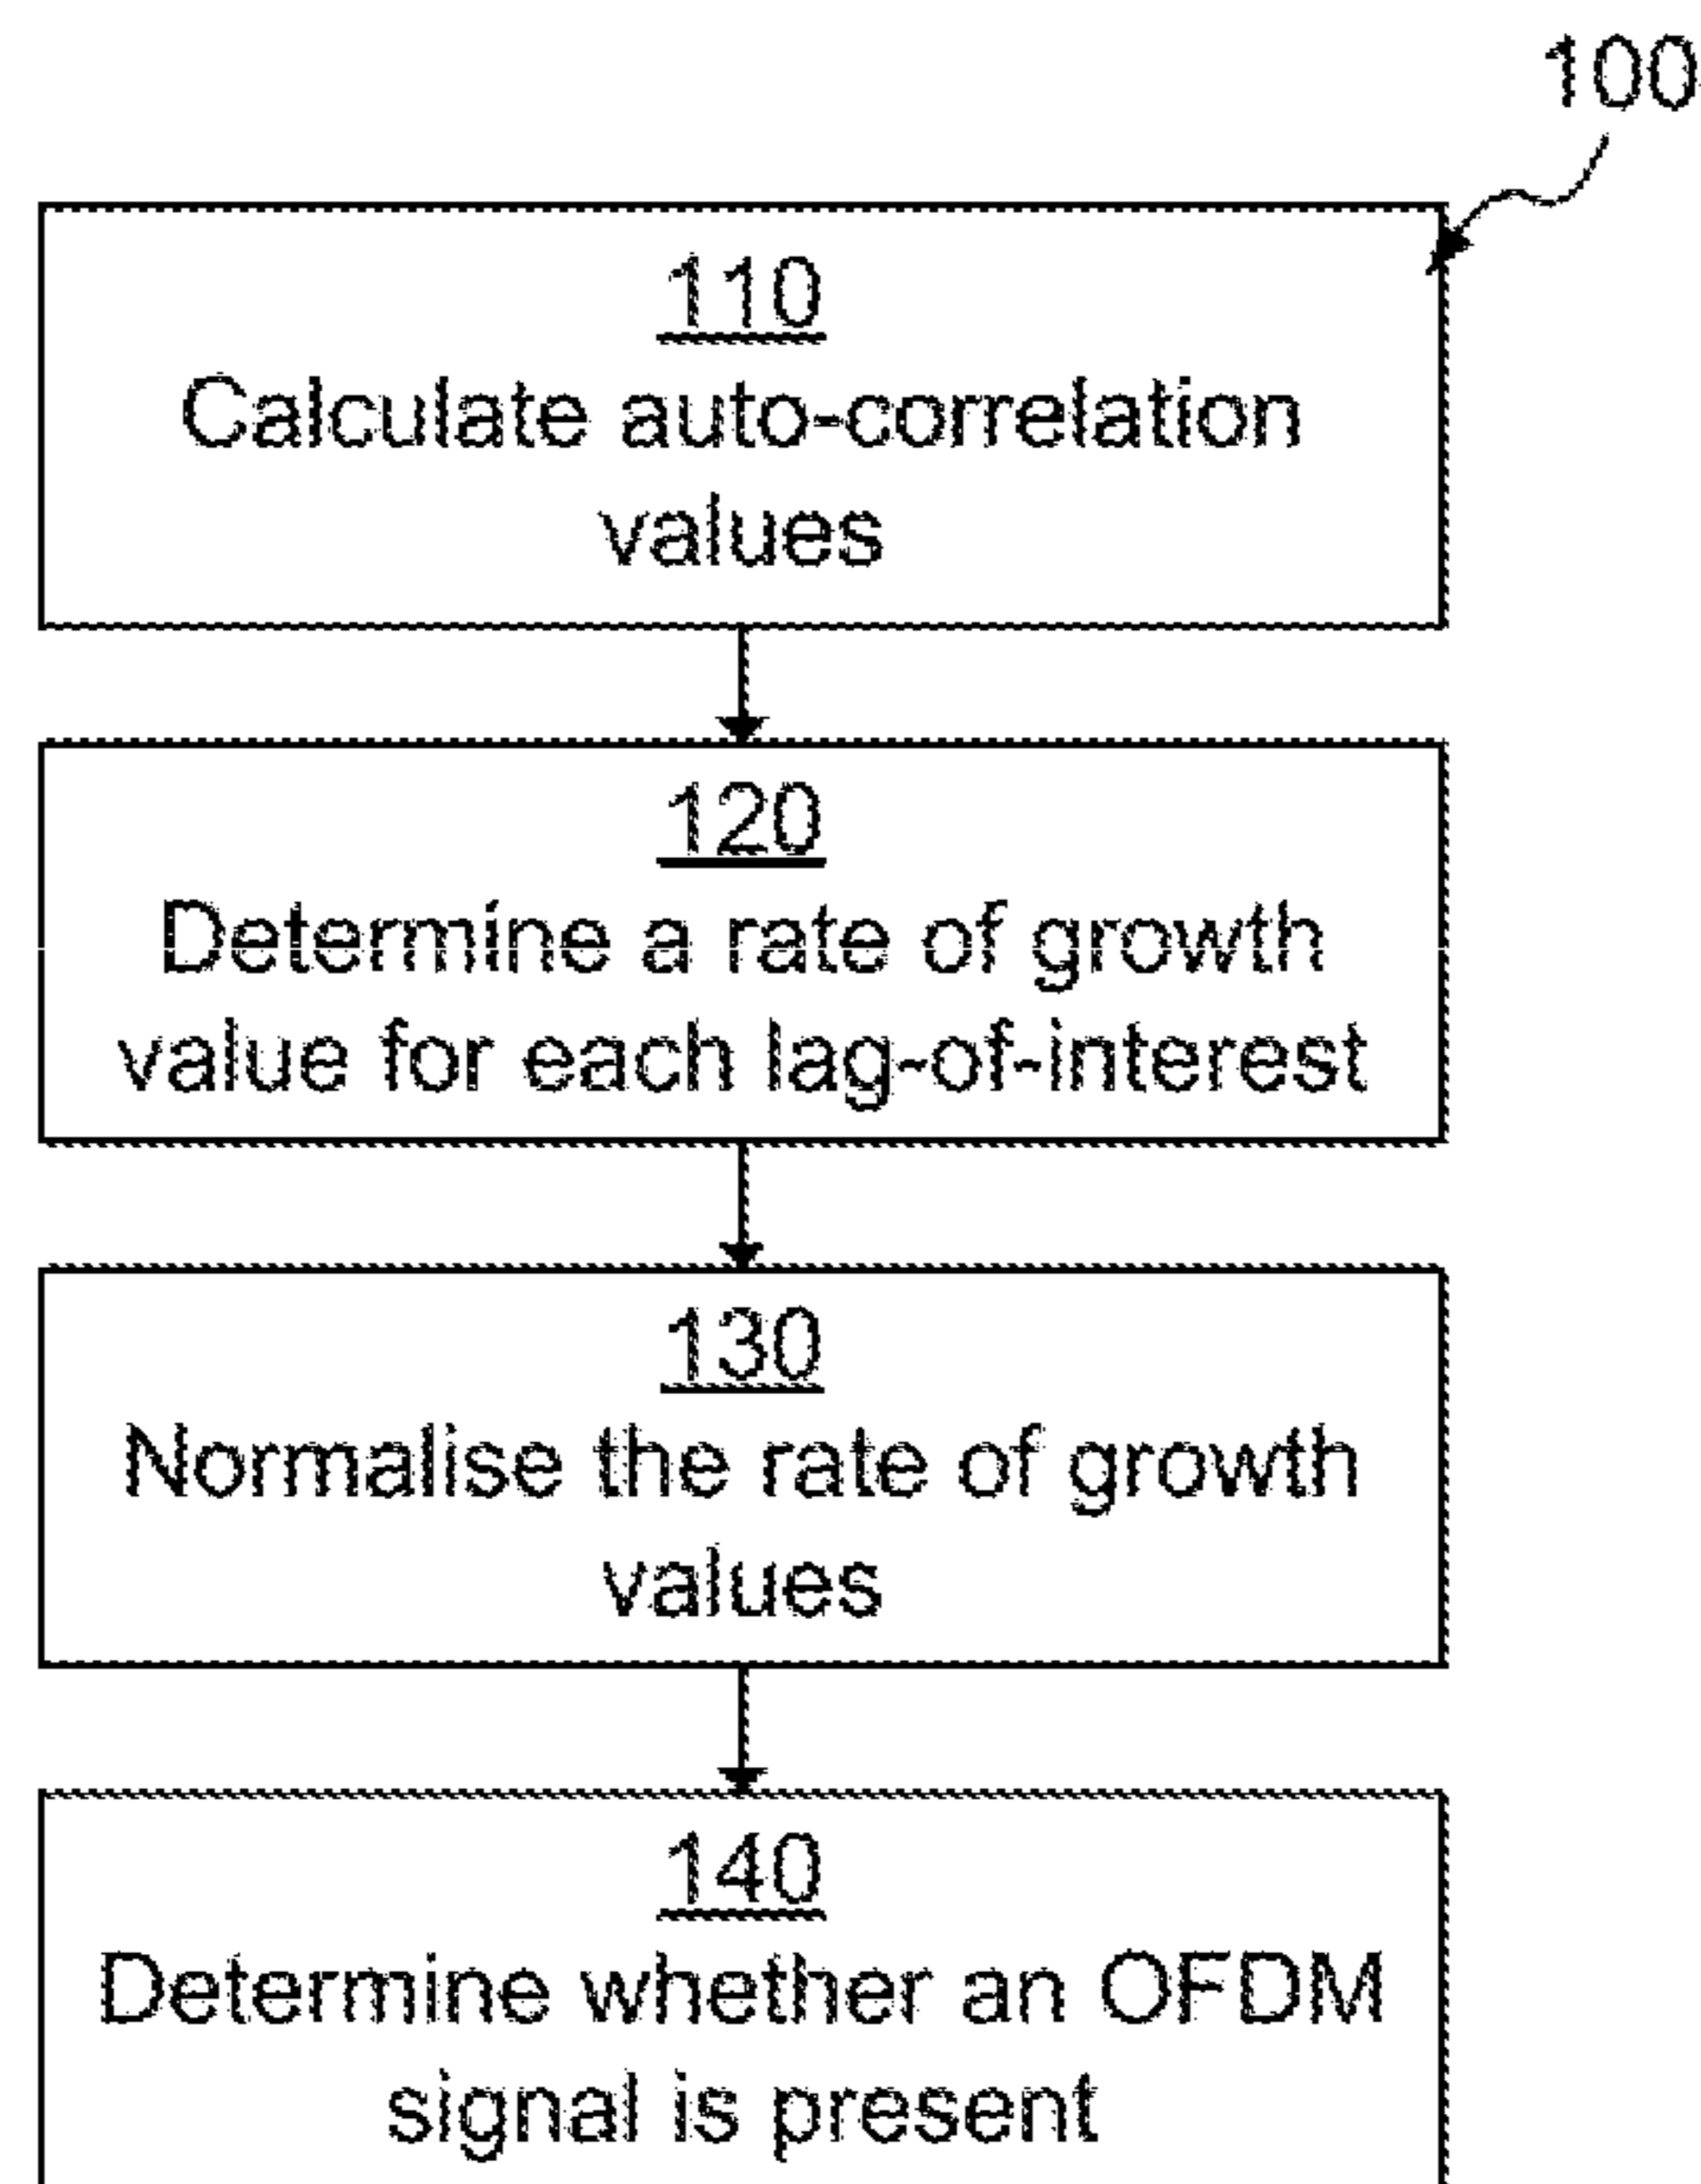 100
110
Calculate auto-correlation
values
120
Determine a rate of growth
value for each lag-of-interest
130
Normalise the rate of growth
values
140
Determine whether an OFDM
signal is present